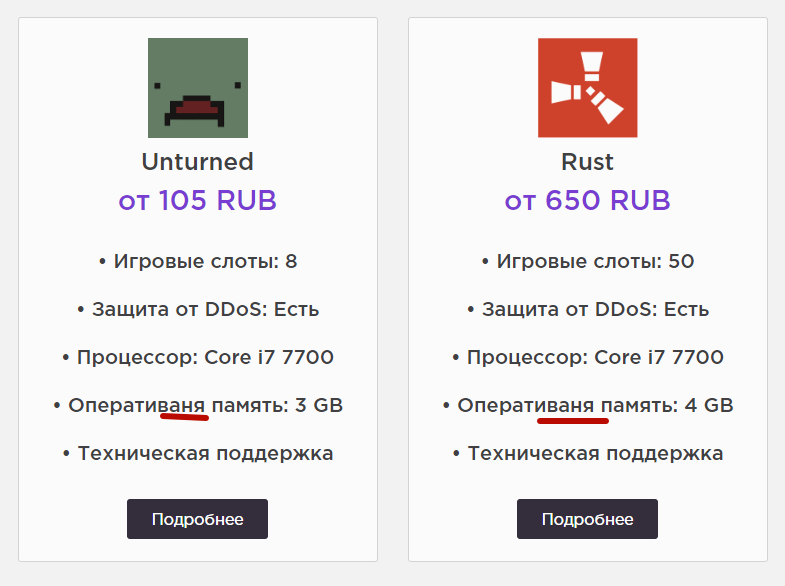 Unturned
от 105 RUB
• Игровые слоты: 8
• Защита от DDoS: Есть
• Процессор: Core i7 7700
• Оперативаня память: 3 GB
• Техническая поддержка
Подробнее
Rust
от 650 RUB
• Игровые слоты: 50
• Защита от DDoS: Есть
• Процессор: Core i7 7700
• Оперативаня память: 4 GB
• Техническая поддержка
Подробнее